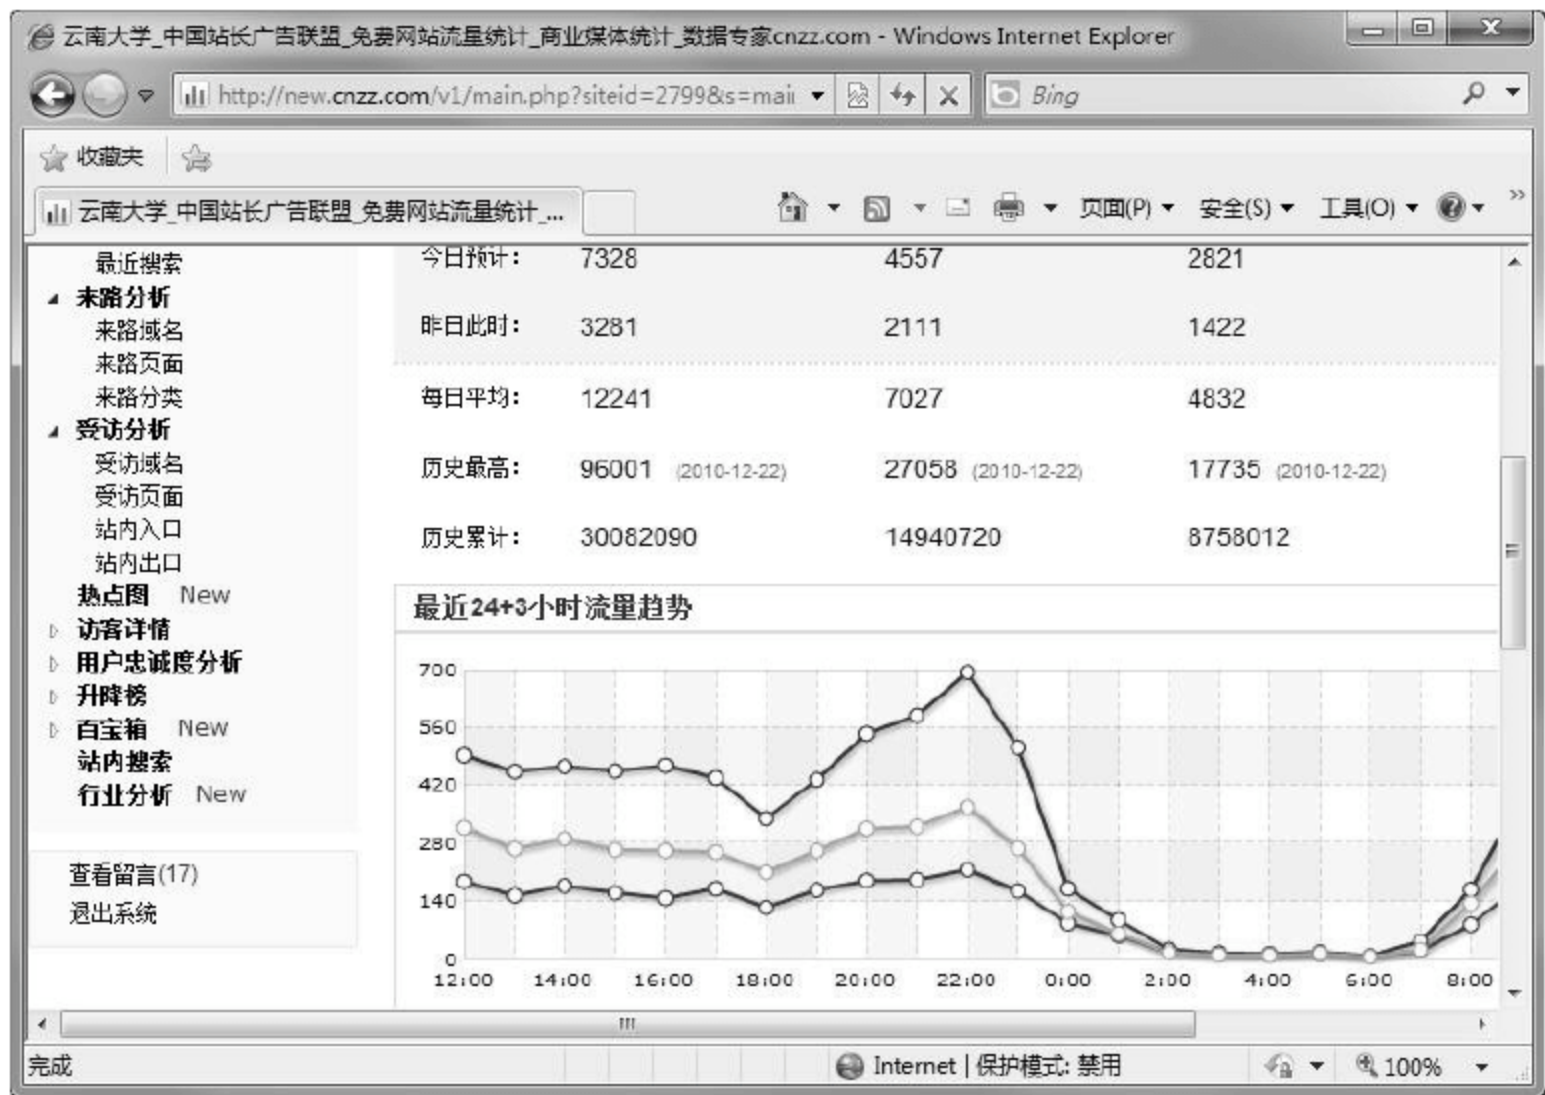 云南大学_中国站长广告联盟_免费网站流量统计_商业媒体统计_数据专家cnzz.com - Windows Internet Explorer
http://new.cnzz.com/v1/main.php?siteid=2799&s=mai
Bing
收藏夹
云南大学_中国站长广告联盟_免费网站流量统计_...
页面(P) 安全(S) 工具(O)
最近搜索
来路分析
来路域名
来路页面
来路分类
受访分析
受访域名
受访页面
站内入口
站内出口
热点图 New
访客详情
用户忠诚度分析
升降榜
百宝箱 New
站内搜索
行业分析 New
查看留言(17)
退出系统
今日预计： 7328 4557 2821
昨日此时： 3281 2111 1422
每日平均： 12241 7027 4832
历史最高： 96001 (2010-12-22) 27058 (2010-12-22) 17735 (2010-12-22)
历史累计： 30082090 14940720 8758012
最近24+3小时流量趋势
700
560
420
280
140
0
12:00 14:00 16:00 18:00 20:00 22:00 0:00 2:00 4:00 6:00 8:00
完成
Internet | 保护模式: 禁用
100%